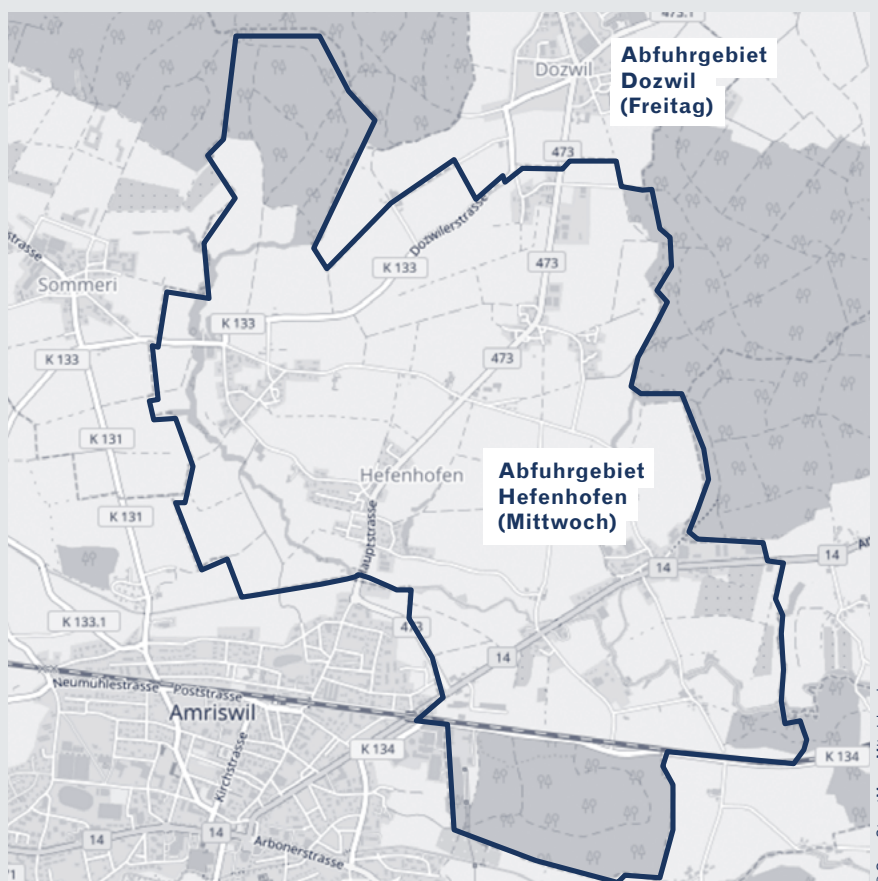 473.1
Abfuhrgebiet
Dozwil
(Freitag)
Dozwil
473
Dozwilerstrasse
K 133
473
Sommeri
K 133
473
K 133
K 131
Abfuhrgebiet
Hefenhofen
(Mittwoch)
Hefenhofen
K 131
Hauptstrasse
14
14
K 133.1
473
14
Neumühlestrasse
Poststrasse
Amriswil
K 134
K 134
Kirchstrasse
14
14
Arbonerstrasse